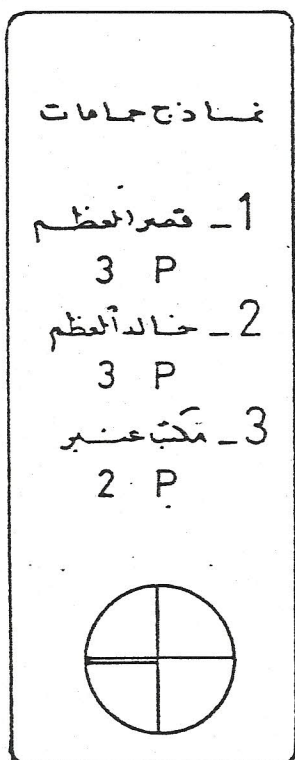 نماذج حمامات
1 - قصر العظم
3 P
2 - خالد العظم
3 P
3 - مكتب عنبر
2 P